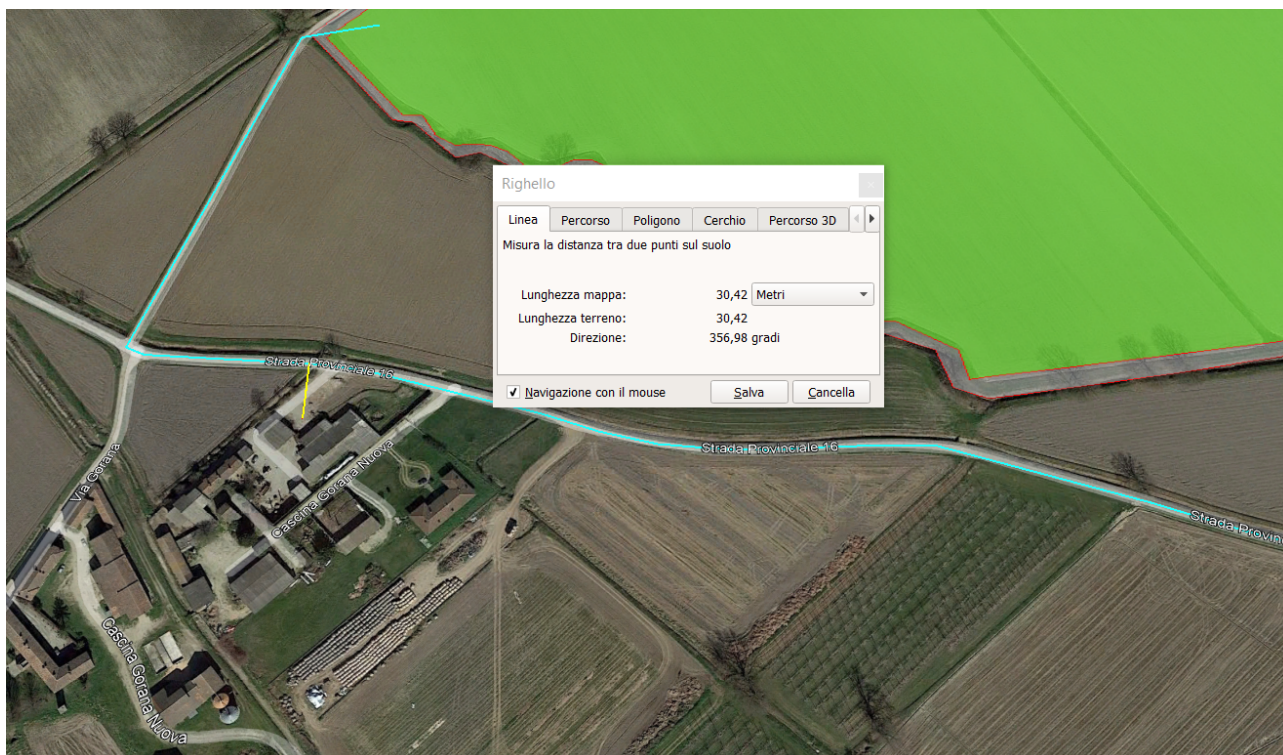 Righello
Linea
Percorso
Poligono
Cerchio
Percorso 3D
Misura la distanza tra due punti sul suolo
Lunghezza mappa: 30,42 Metri
Lunghezza terreno: 30,42
Direzione: 356,98 gradi
Navigazione con il mouse
Salva
Cancella
Strada Provinciale 16
Strada Provinciale 16
Strada Provinc
Via Gorana
Cascina Gorana Nuova
Cascina Gorana Nuova